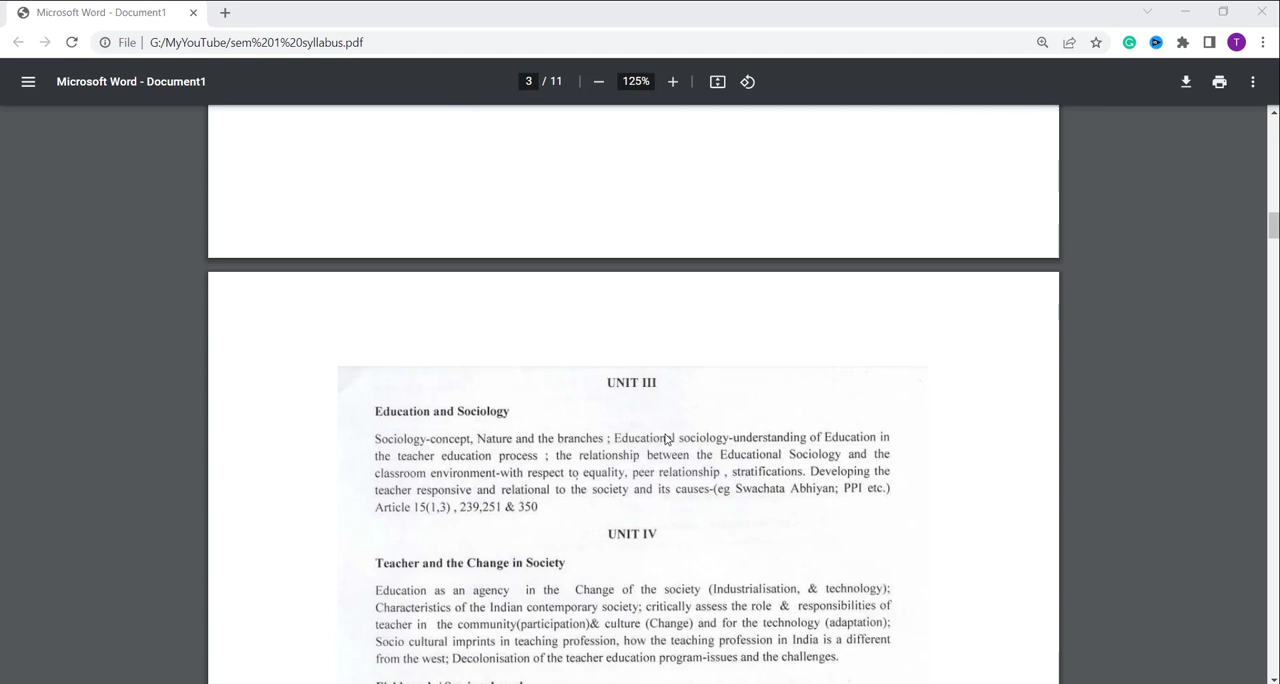 Microsoft Word - Document1
File G:/MyYouTube/sem%201%20syllabus.pdf
T
Microsoft Word - Document1
3 / 11
125%
UNIT III
Education and Sociology
Sociology-concept, Nature and the branches ; Educational sociology-understanding of Education in
the teacher education process ; the relationship between the Educational Sociology and the
classroom environment-with respect to equality, peer relationship , stratifications. Developing the
teacher responsive and relational to the society and its causes-(eg Swachata Abhiyan; PPI etc.)
Article 15(1,3) , 239,251 & 350
UNIT IV
Teacher and the Change in Society
Education as an agency in the Change of the society (Industrialisation, & technology);
Characteristics of the Indian contemporary society; critically assess the role & responsibilities of
teacher in the community(participation)& culture (Change) and for the technology (adaptation);
Socio cultural imprints in teaching profession, how the teaching profession in India is a different
from the west; Decolonisation of the teacher education program-issues and the challenges.